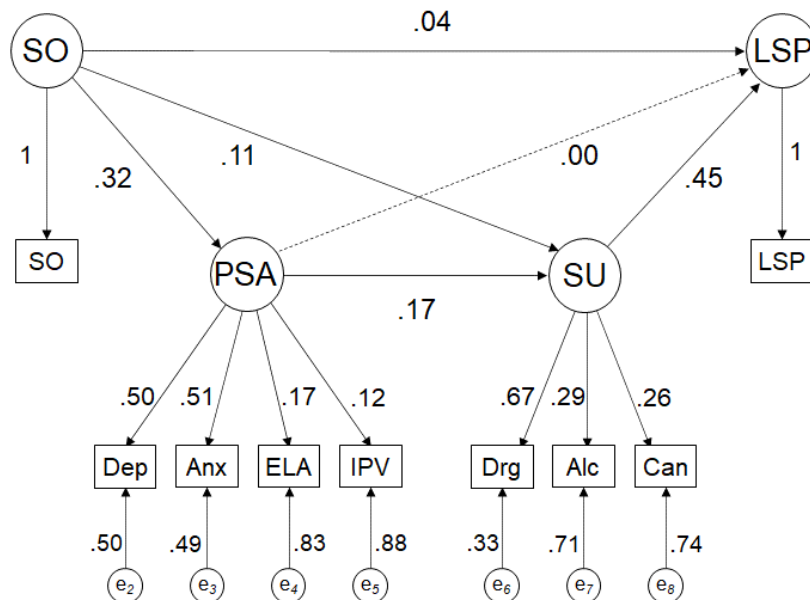 SO .04 LSP
1 .32 .11 .00 .45 1
SO PSA SU LSP
.17
.50 .51 .17 .12 .67 .29 .26
Dep Anx ELA IPV Drg Alc Can
.50 .49 .83 .88 .33 .71 .74
e2 e3 e4 e5 e6 e7 e8